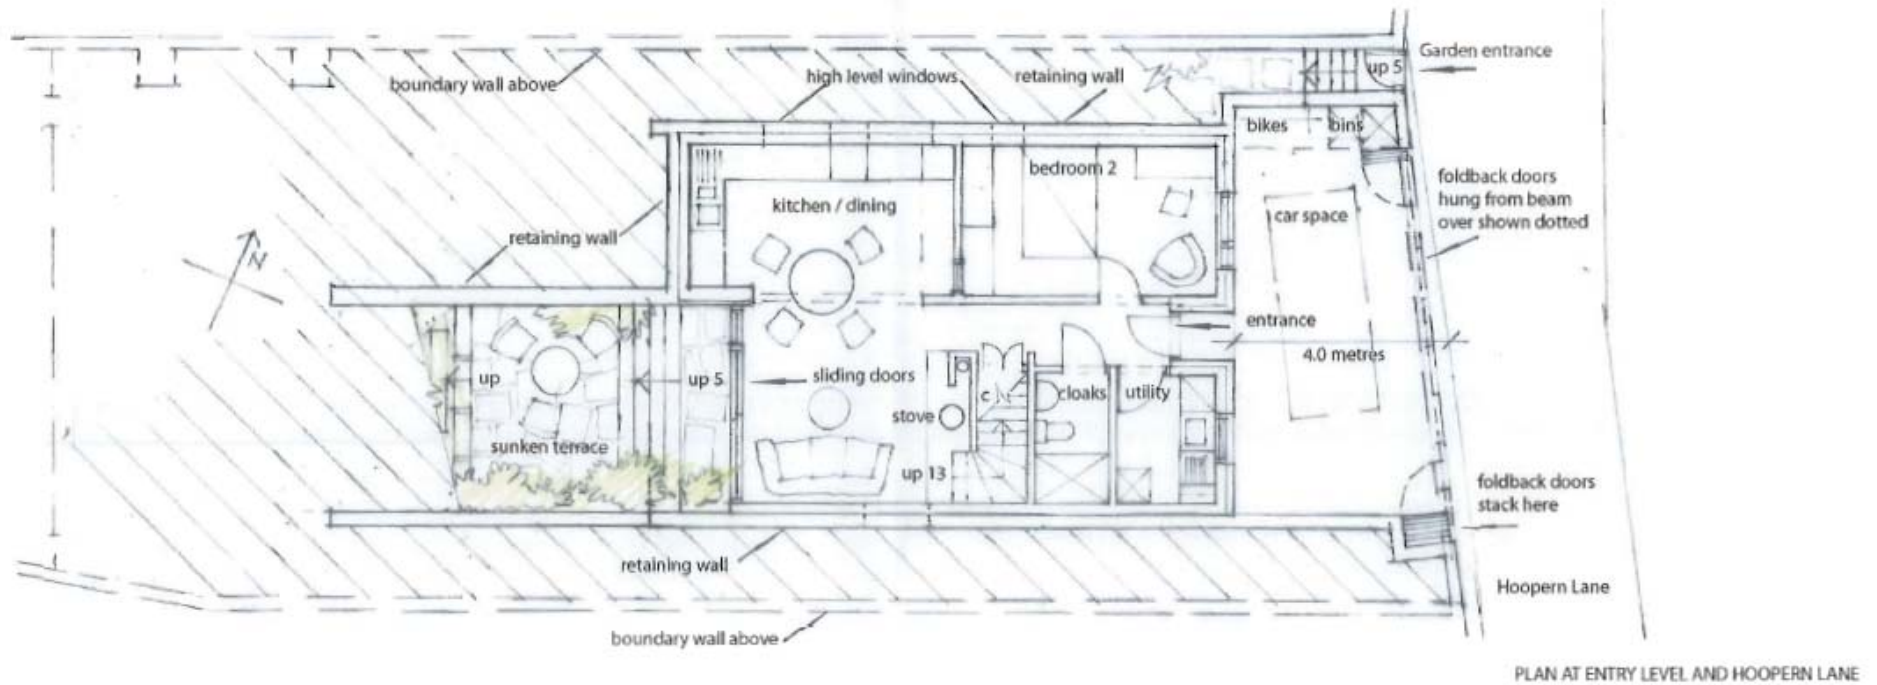 Garden entrance
up 5
boundary wall above
high level windows
retaining wall
bikes
bins
bedroom 2
foldback doors
hung from beam
over shown dotted
kitchen / dining
car space
retaining wall
N
entrance
4.0 metres
up
up 5
sliding doors
c
cloaks
utility
stove
sunken terrace
up 13
foldback doors
stack here
retaining wall
Hoopern Lane
boundary wall above
PLAN AT ENTRY LEVEL AND HOOPERN LANE